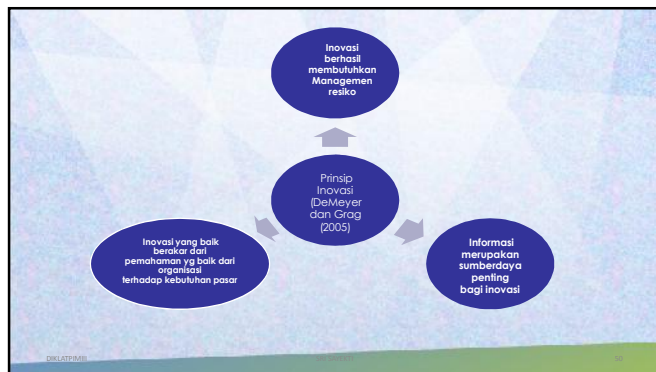 Inovasi
berhasil
membutuhkan
Managemen
resiko
Prinsip
Inovasi
(DeMeyer
dan Grag
(2005)
Inovasi yang baik
berakar dari
pemahaman yg baik dari
organisasi
terhadap kebutuhan pasar
Informasi
merupakan
sumberdaya
penting
bagi inovasi
DIKLATPIMIII
50